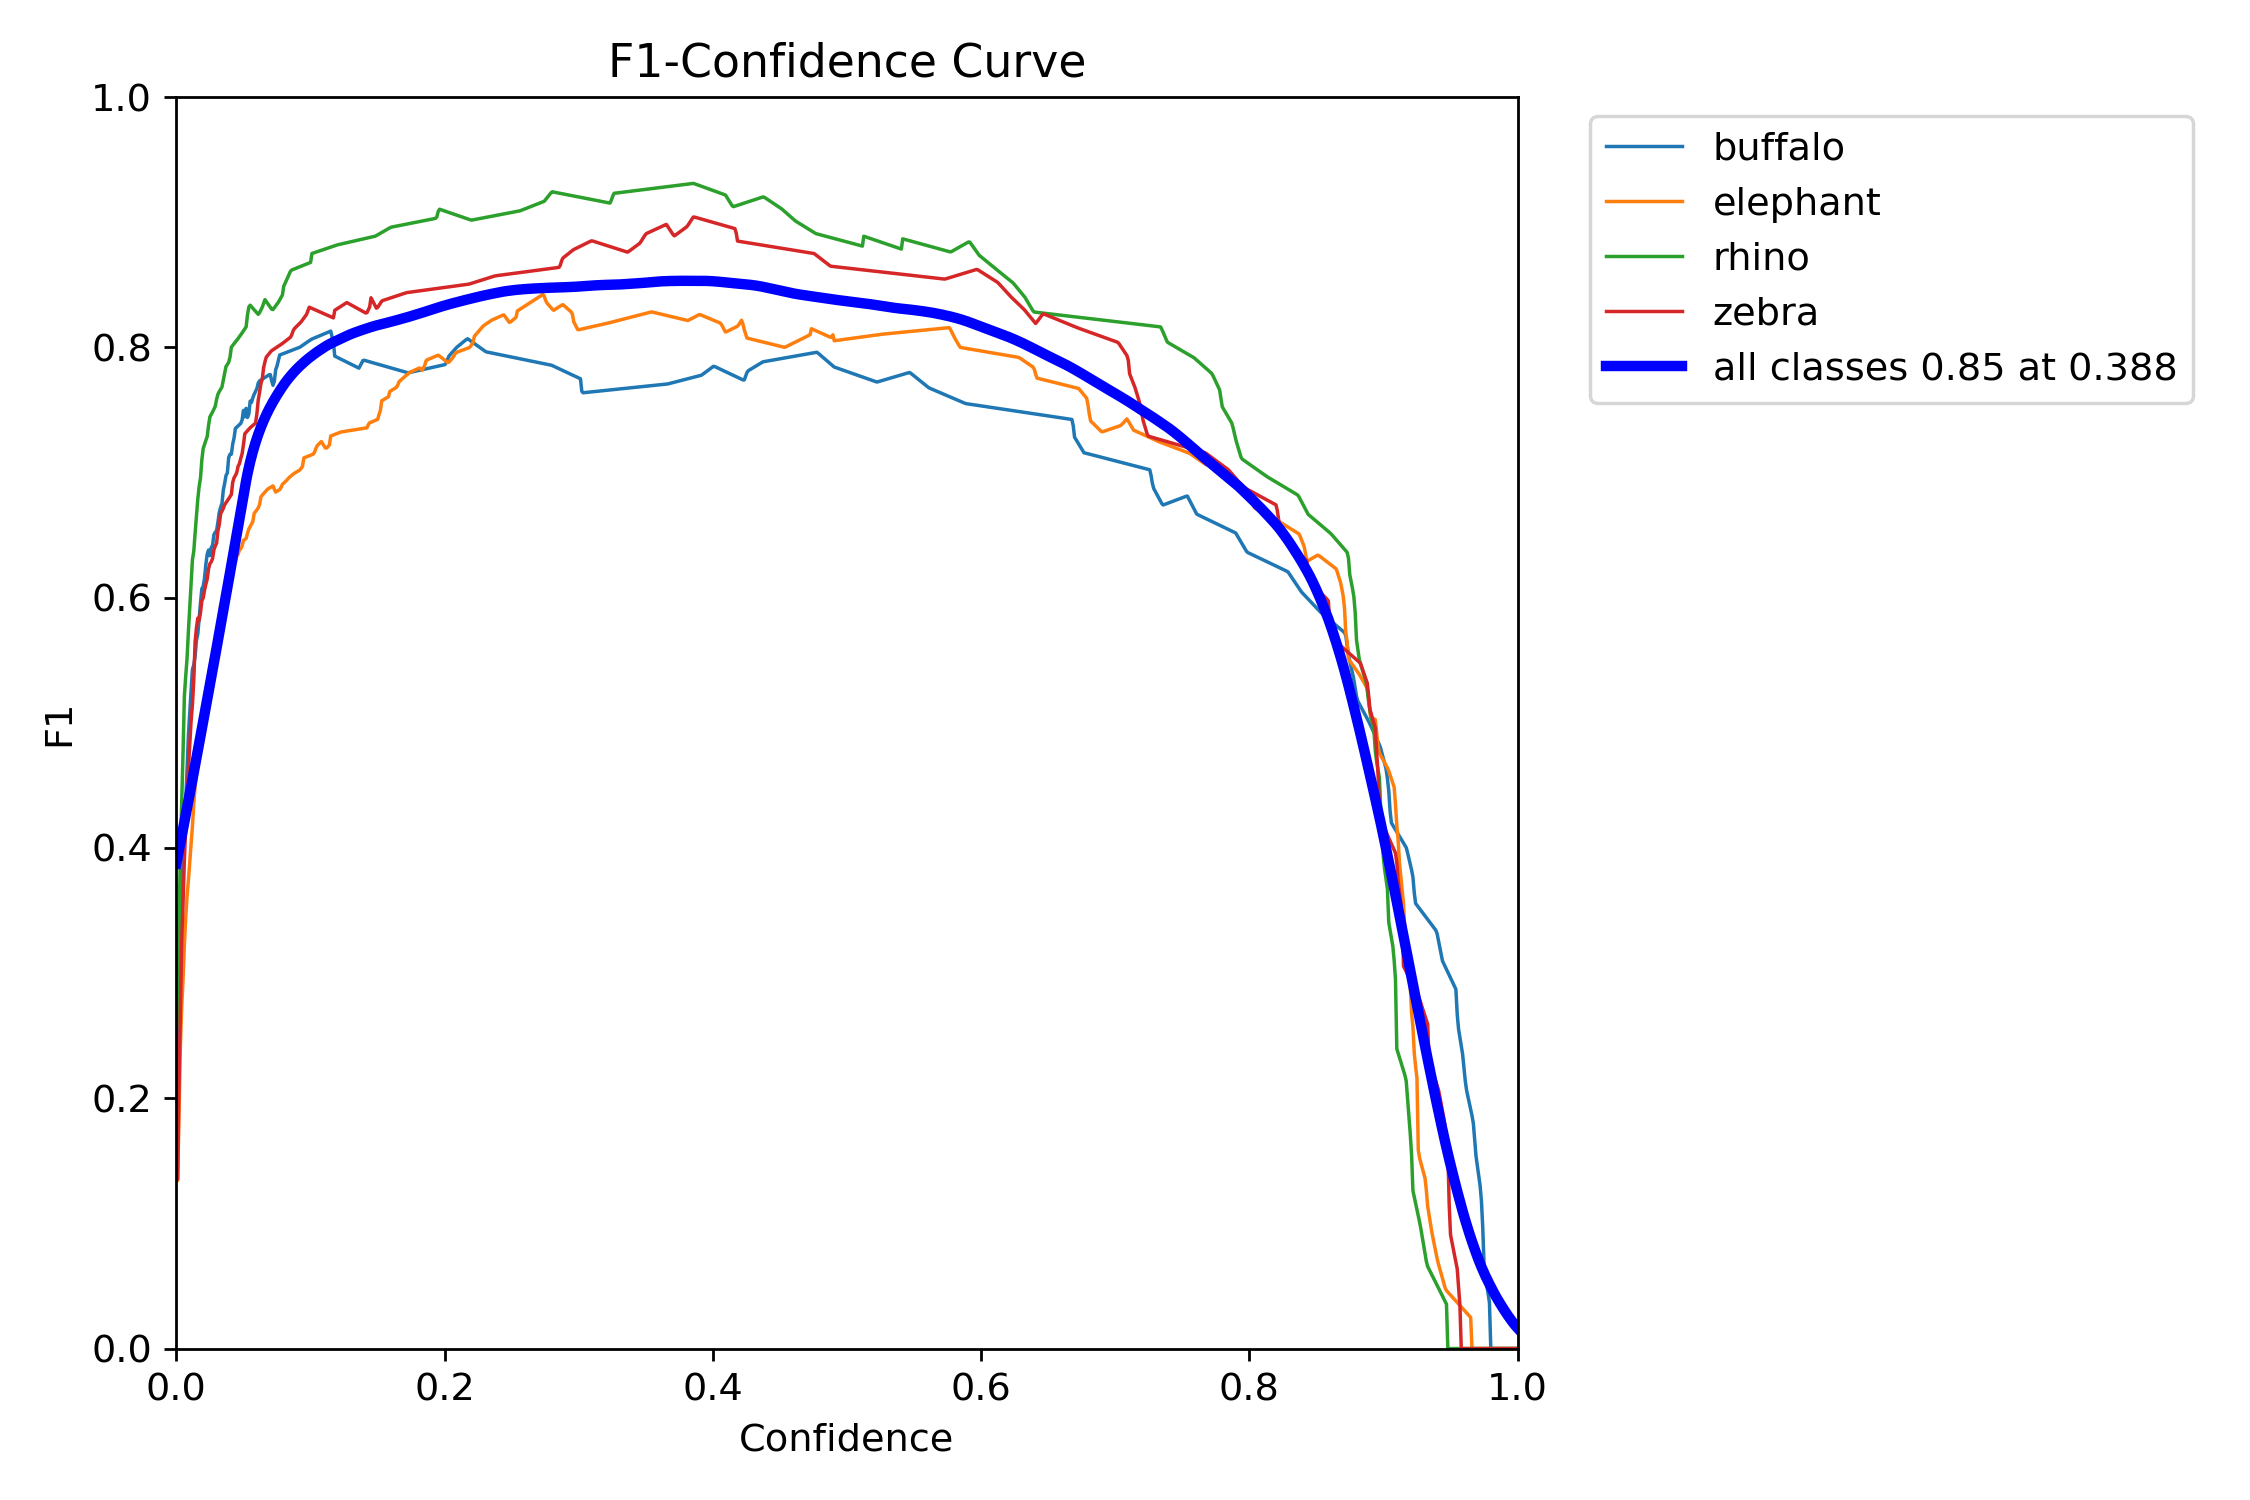 F1-Confidence Curve
1.0
0.8
0.6
0.4
0.2
0.0
F1
0.0 0.2 0.4 0.6 0.8 1.0
Confidence
buffalo
elephant
rhino
zebra
all classes 0.85 at 0.388